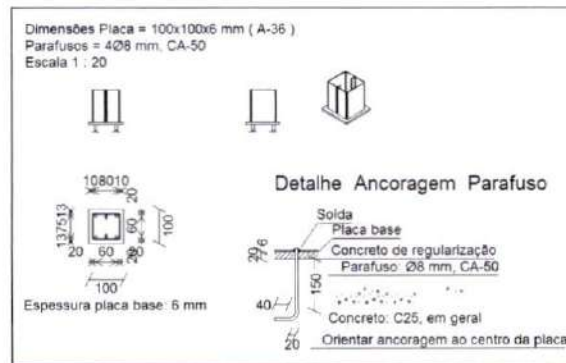 Dimensões Placa = 100x100x6 mm ( A-36 )
Parafusos = 4Ø8 mm, CA-50
Escala 1 : 20
108010
20
60
100
137513
20
60
20
100
Espessura placa base: 6 mm
Detalhe Ancoragem Parafuso
Solda
Placa base
Concreto de regularização
Parafuso: Ø8 mm, CA-50
20
6
150
40
20
Concreto: C25, em geral
Orientar ancoragem ao centro da placa